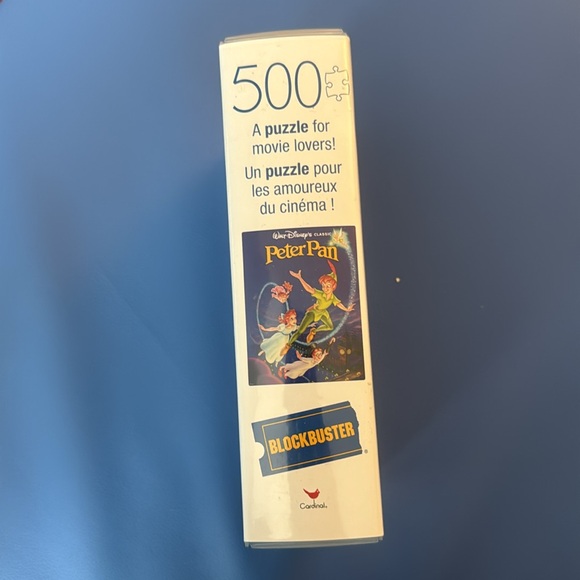 500
A puzzle for
movie lovers!
Un puzzle pour
les amoureux
du cinéma !
Walt Disney's CLASSIC
Peter Pan
BLOCKBUSTER®
Cardinal®